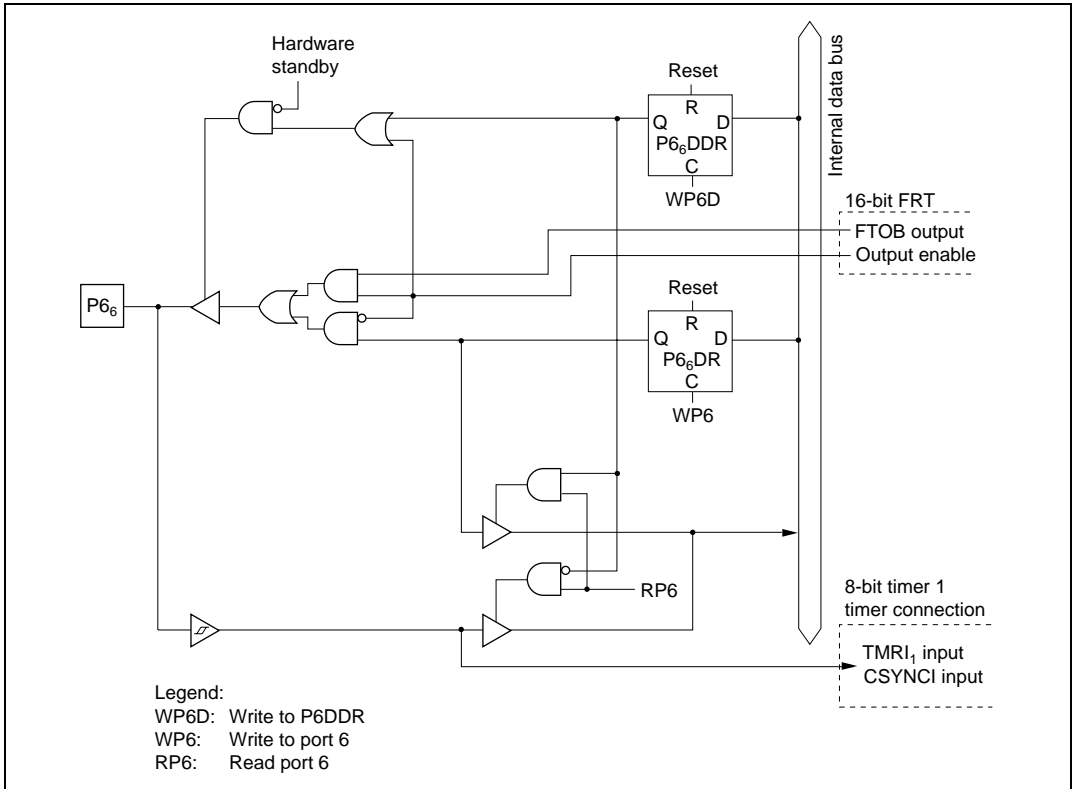 Hardware
standby
Reset
R
Q D
P6₆DDR
C
WP6D
Internal data bus
16-bit FRT
FTOB output
Output enable
P6₆
Reset
R
Q D
P6₆DR
C
WP6
RP6
8-bit timer 1
timer connection
TMRI₁ input
CSYNCI input
Legend:
WP6D: Write to P6DDR
WP6: Write to port 6
RP6: Read port 6